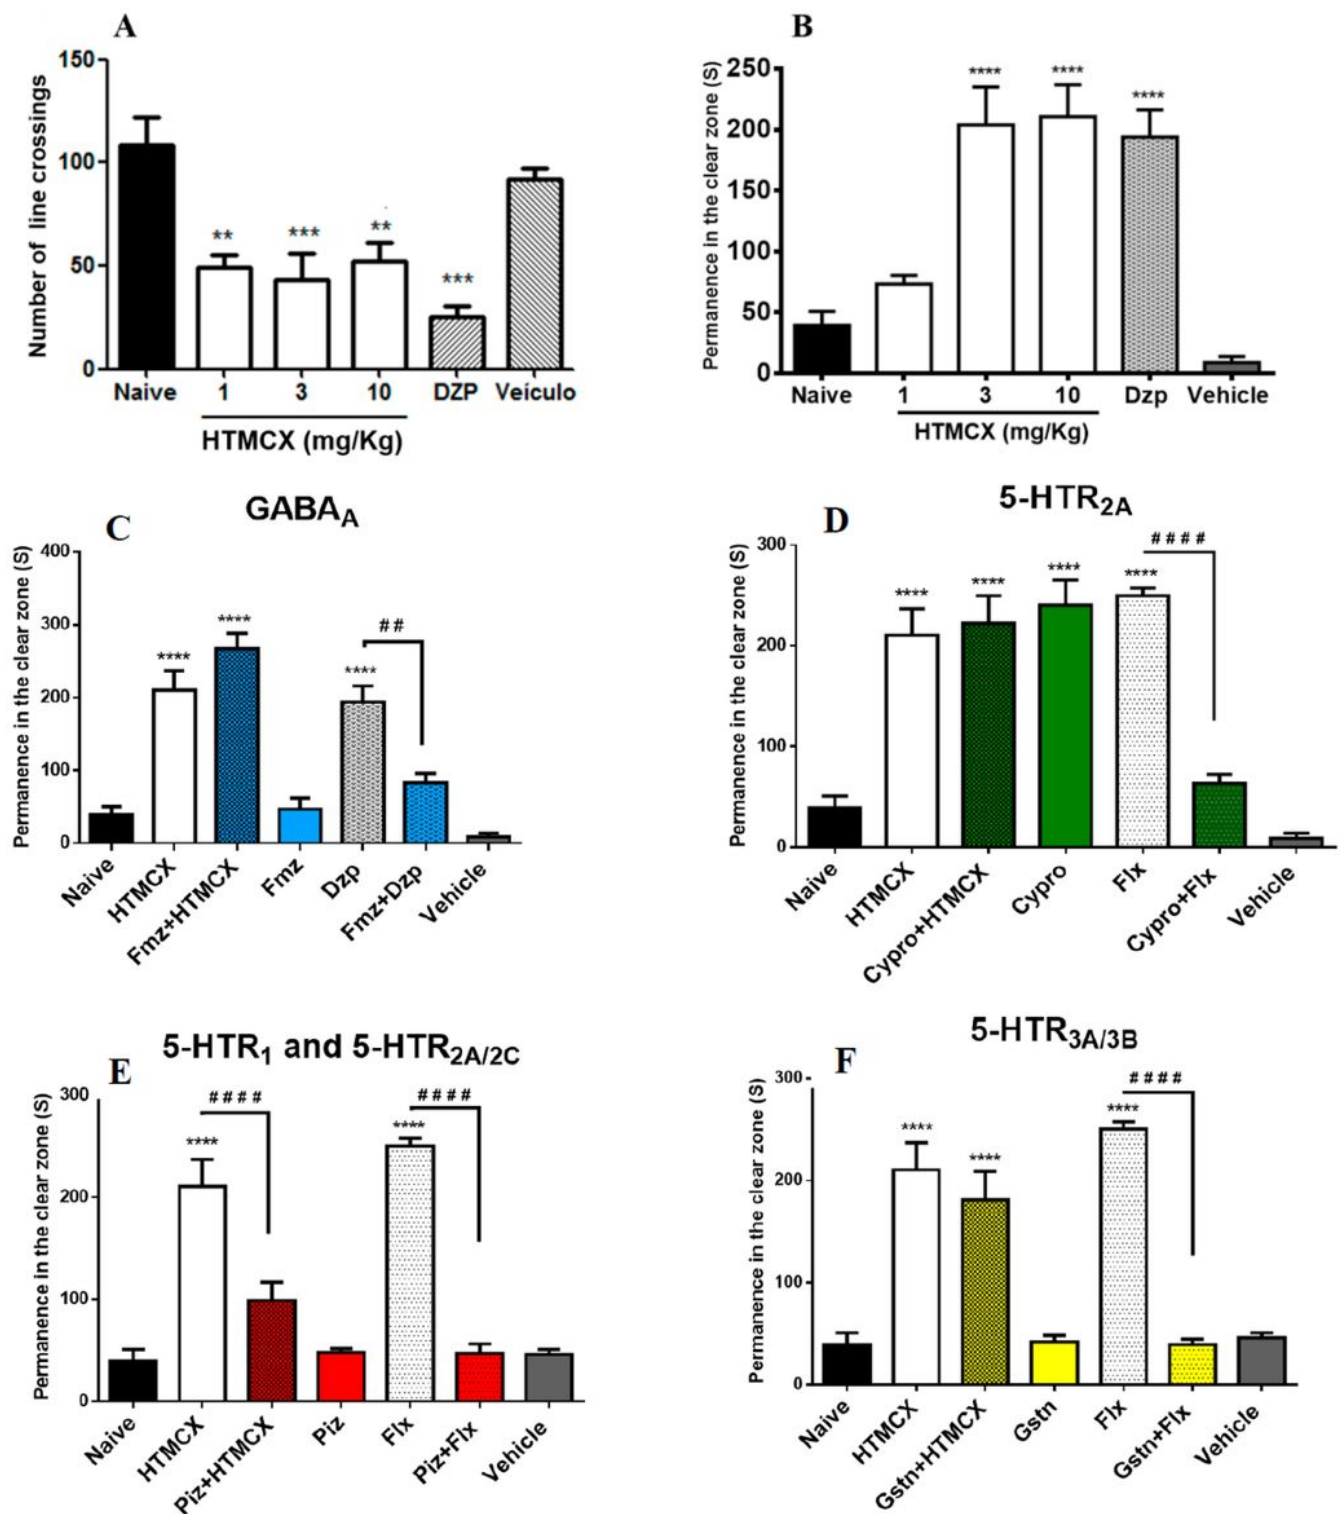 A
Number of line crossings
150
100
50
0
**
***
**
***
Naive
1
3
10
DZP
Veículo
HTMCX (mg/Kg)
B
Permanence in the clear zone (S)
250
200
150
100
50
0
****
****
****
Naive
1
3
10
Dzp
Vehicle
HTMCX (mg/Kg)
C
GABAA
Permanence in the clear zone (S)
400
300
200
100
0
****
****
****
##
Naive
HTMCX
Fmz+HTMCX
Fmz
Dzp
Fmz+Dzp
Vehicle
D
5-HTR2A
Permanence in the clear zone (S)
300
200
100
0
****
****
****
****
####
Naive
HTMCX
Cypro+HTMCX
Cypro
Flx
Cypro+Flx
Vehicle
E
5-HTR1 and 5-HTR2A/2C
Permanence in the clear zone (S)
300
200
100
0
****
####
****
####
Naive
HTMCX
Piz+HTMCX
Piz
Flx
Piz+Flx
Vehicle
F
5-HTR3A/3B
Permanence in the clear zone (S)
300
200
100
0
****
****
****
####
Naive
HTMCX
Gstn+HTMCX
Gstn
Flx
Gstn+Flx
Vehicle